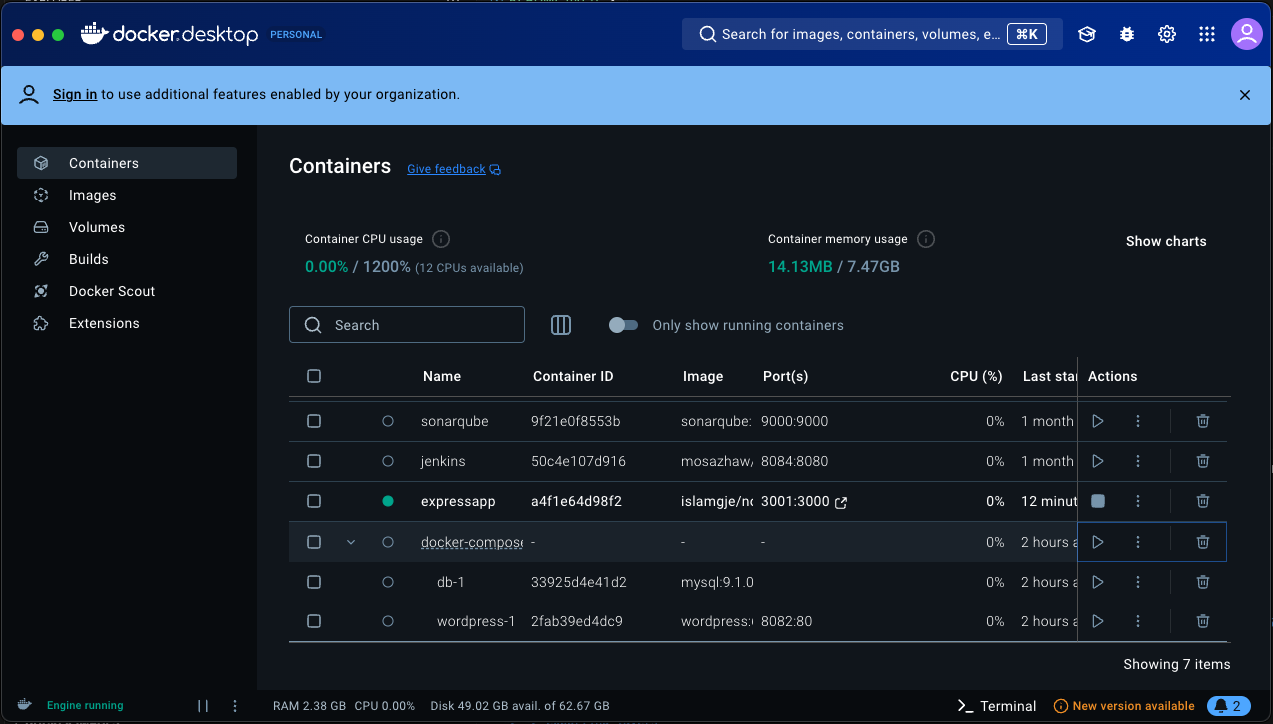 docker desktop PERSONAL
Search for images, containers, volumes, e... ⌘K
Sign in to use additional features enabled by your organization.
Containers
Images
Volumes
Builds
Docker Scout
Extensions
Containers Give feedback
Container CPU usage
0.00% / 1200% (12 CPUs available)
Container memory usage
14.13MB / 7.47GB
Show charts
Search
Only show running containers
Name Container ID Image Port(s) CPU (%) Last star Actions
sonarqube 9f21e0f8553b sonarqube: 9000:9000 0% 1 month
jenkins 50c4e107d916 mosazhaw/ 8084:8080 0% 1 month
expressapp a4f1e64d98f2 islamgje/no 3001:3000 0% 12 minut
docker-compose - - - 0% 2 hours a
db-1 33925d4e41d2 mysql:9.1.0 0% 2 hours a
wordpress-1 2fab39ed4dc9 wordpress: 8082:80 0% 2 hours a
Showing 7 items
Engine running
RAM 2.38 GB CPU 0.00% Disk 49.02 GB avail. of 62.67 GB
Terminal
New version available
2